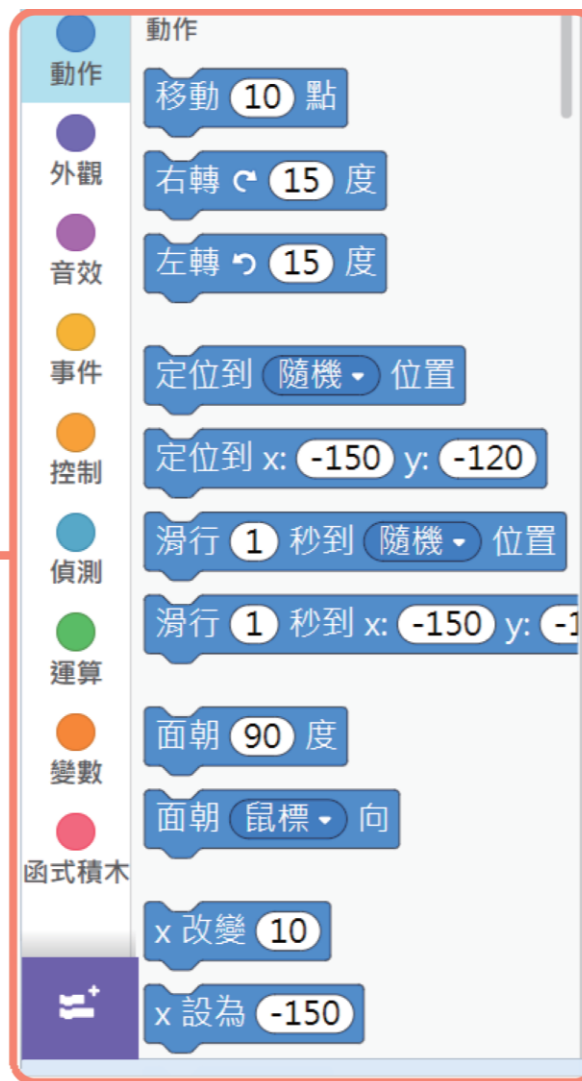 動作
外觀
音效
事件
控制
偵測
運算
變數
函式積木
動作
移動 10 點
右轉 ↻ 15 度
左轉 ↺ 15 度
定位到 隨機 位置
定位到 x: -150 y: -120
滑行 1 秒到 隨機 位置
滑行 1 秒到 x: -150 y: -1
面朝 90 度
面朝 鼠標 向
x 改變 10
x 設為 -150